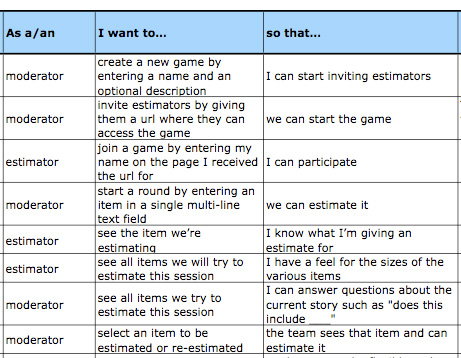 As a/an
I want to...
so that...
moderator
create a new game by
entering a name and an
optional description
I can start inviting estimators
moderator
invite estimators by giving
them a url where they can
access the game
we can start the game
estimator
join a game by entering my
name on the page I received
the url for
I can participate
moderator
start a round by entering an
item in a single multi-line
text field
we can estimate it
estimator
see the item we're
estimating
I know what I'm giving an
estimate for
estimator
see all items we will try to
estimate this session
I have a feel for the sizes of the
various items
moderator
see all items we try to
estimate this session
I can answer questions about the
current story such as "does this
include ___"
moderator
select an item to be
estimated or re-estimated
the team sees that item and can
estimate it